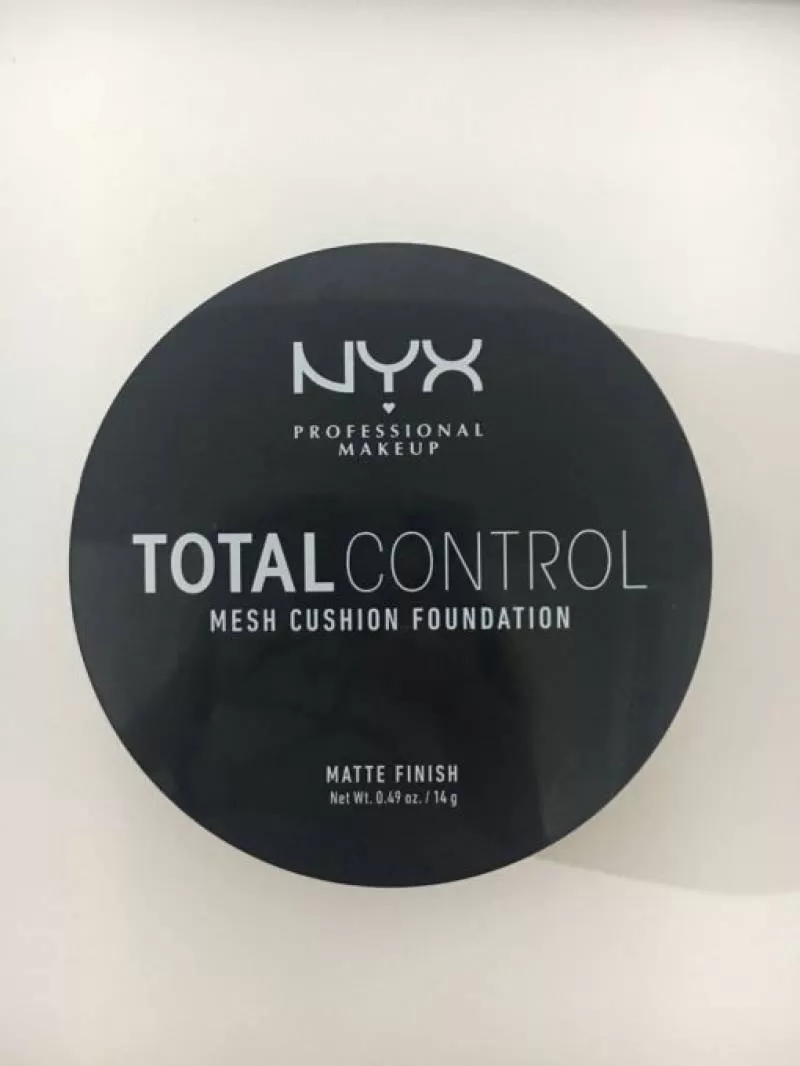 NYX
PROFESSIONAL
MAKEUP
TOTAL CONTROL
MESH CUSHION FOUNDATION
MATTE FINISH
Net Wt. 0.49 oz. / 14 g